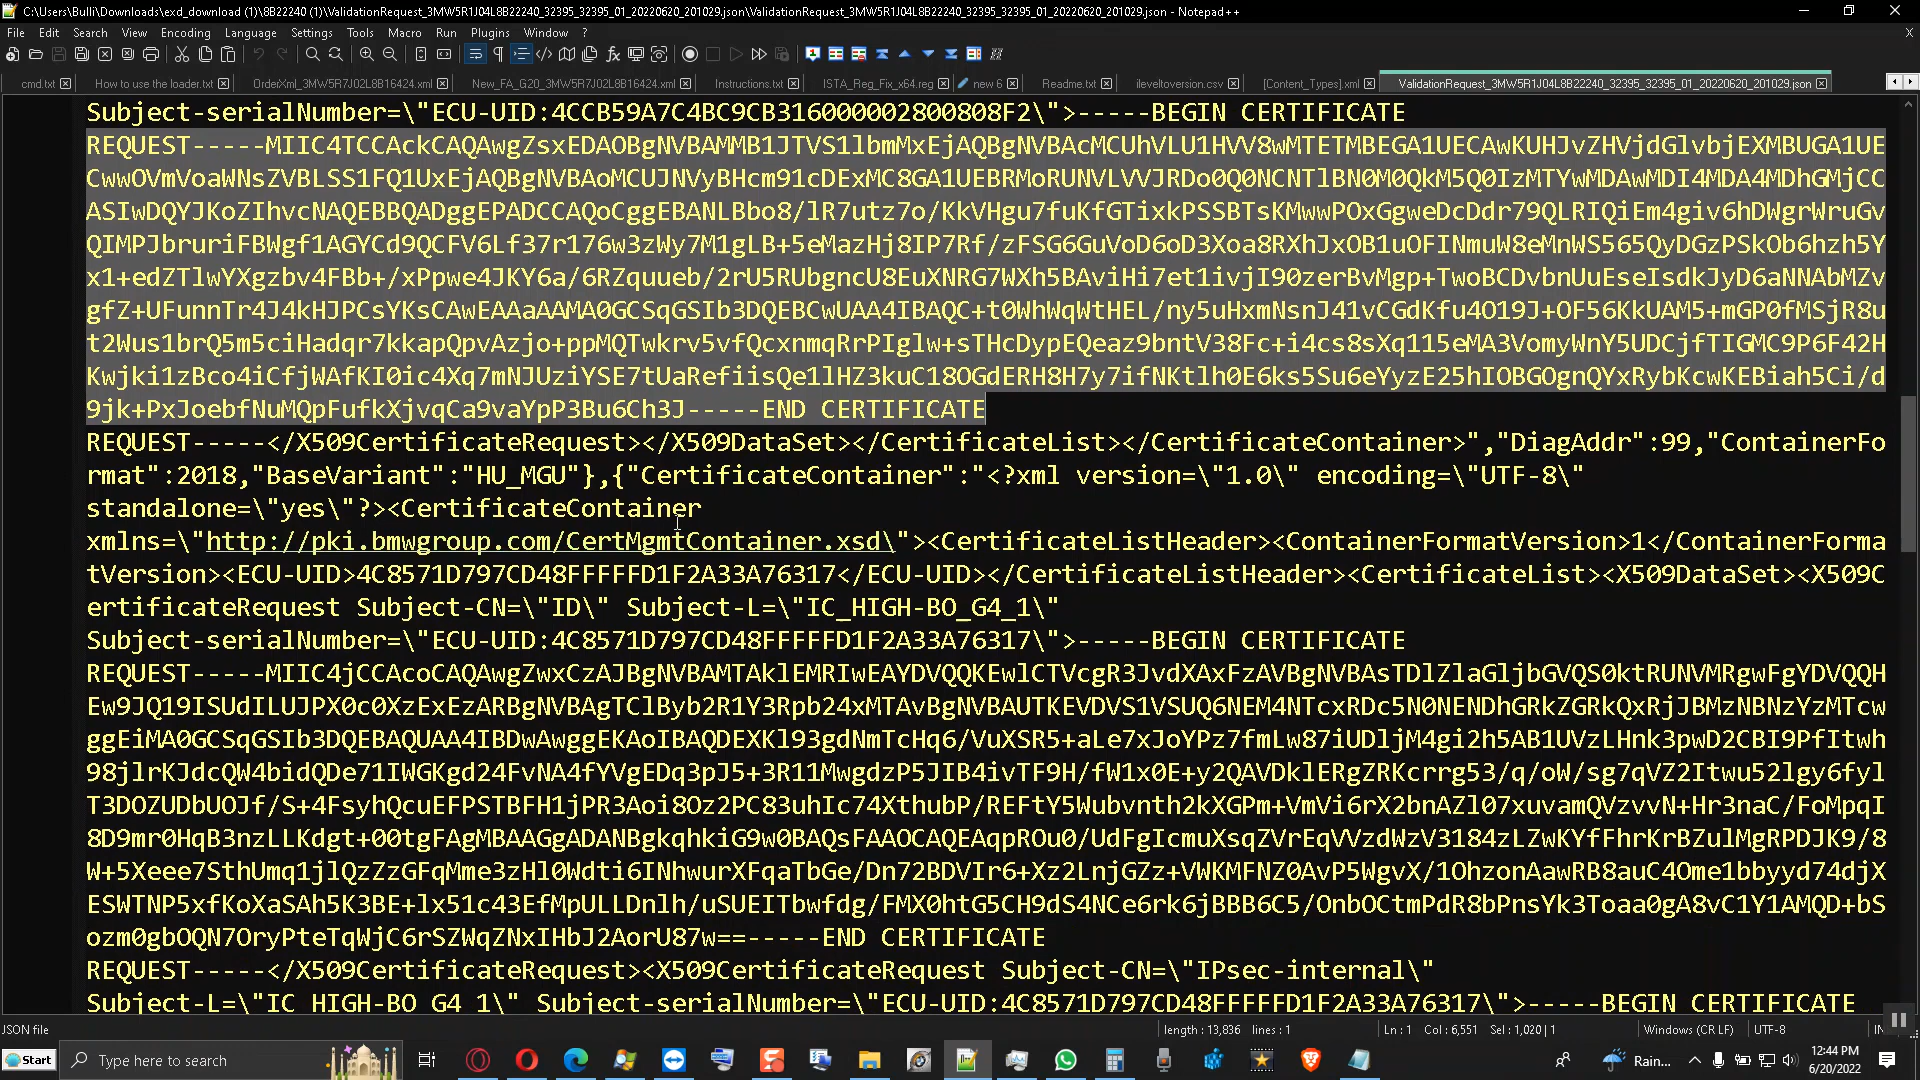 C:\Users\Bulli\Downloads\exd_download (1)\8B22240 (1)\ValidationRequest_3MW5R1J04L8B22240_32395_32395_01_20220620_201029.json\ValidationRequest_3MW5R1J04L8B22240_32395_32395_01_20220620_201029.json - Notepad++
File Edit Search View Encoding Language Settings Tools Macro Run Plugins Window ? X
cmd.txt How to use the loader.txt OrderXml_3MW5R7J02L8B16424.xml New_FA_G20_3MW5R7J02L8B16424.xml Instructions.txt ISTA_Reg_Fix_x64.reg new 6 Readme.txt ileveltoversion.csv [Content_Types].xml ValidationRequest_3MW5R1J04L8B22240_32395_32395_01_20220620_201029.json
Subject-serialNumber=\"ECU-UID:4CCB59A7C4BC9CB316000002800808F2\">-----BEGIN CERTIFICATE
REQUEST-----MIIC4TCCAckCAQAwgZsxEDAOBgNVBAMMB1JTVS1lbmMxEjAQBgNVBAcMCUhVLU1HVV8wMTETMBEGA1UECAwKUHJvZHVjdGlvbjEXMBUGA1UE
CwwOVmVoaWNsZVBLSS1FQ1UxEjAQBgNVBAoMCUJNVyBHcm91cDExMC8GA1UEBRMoRUNVLVVJRDo0Q0NCNTlBN0M0QkM5Q0IzMTYwMDAwMDI4MDA4MDhGMjCC
ASIwDQYJKoZIhvcNAQEBBQADggEPADCCAQoCggEBANLBbo8/lR7utz7o/KkVHgu7fuKfGTixkPSSBTsKMwwPOxGgweDcDdr79QLRIQiEm4giv6hDWgrWruGv
QIMPJbruriFBWgf1AGYCd9QCFV6Lf37r176w3zWy7M1gLB+5eMazHj8IP7Rf/zFSG6GuVoD6oD3Xoa8RXhJxOB1uOFINmuW8eMnWS565QyDGzPSkOb6hzh5Y
x1+edZTlwYXgzbv4FBb+/xPpwe4JKY6a/6RZquueb/2rU5RUbgncU8EuXNRG7WXh5BAviHi7et1ivjI90zerBvMgp+TwoBCDvbnUuEseIsdkJyD6aNNAbMZv
gfZ+UFunnTr4J4kHJPCsYKsCAwEAAaAAMA0GCSqGSIb3DQEBCwUAA4IBAQC+t0WhWqWtHEL/ny5uHxmNsnJ41vCGdKfu4O19J+OF56KkUAM5+mGP0fMSjR8u
t2Wus1brQ5m5ciHadqr7kkapQpvAzjo+ppMQTwkrv5vfQcxnmqRrPIglw+sTHcDypEQeaz9bntV38Fc+i4cs8sXq115eMA3VomyWnY5UDCjfTIGMC9P6F42H
Kwjki1zBco4iCfjWAfKI0ic4Xq7mNJUziYSE7tUaRefiisQe1lHZ3kuC18OGdERH8H7y7ifNKtlh0E6ks5Su6eYyzE25hIOBGOgnQYxRybKcwKEBiah5Ci/d
9jk+PxJoebfNuMQpFufkXjvqCa9vaYpP3Bu6Ch3J-----END CERTIFICATE
REQUEST-----</X509CertificateRequest></X509DataSet></CertificateList></CertificateContainer>","DiagAddr":99,"ContainerFo
rmat":2018,"BaseVariant":"HU_MGU"},{"CertificateContainer":"<?xml version=\"1.0\" encoding=\"UTF-8\"
standalone=\"yes\"?><CertificateContainer
xmlns=\"http://pki.bmwgroup.com/CertMgmtContainer.xsd\"><CertificateListHeader><ContainerFormatVersion>1</ContainerForma
tVersion><ECU-UID>4C8571D797CD48FFFFFD1F2A33A76317</ECU-UID></CertificateListHeader><CertificateList><X509DataSet><X509C
ertificateRequest Subject-CN=\"ID\" Subject-L=\"IC_HIGH-BO_G4_1\"
Subject-serialNumber=\"ECU-UID:4C8571D797CD48FFFFFD1F2A33A76317\">-----BEGIN CERTIFICATE
REQUEST-----MIIC4jCCAcoCAQAwgZwxCzAJBgNVBAMTAklEMRIwEAYDVQQKEwlCTVcgR3JvdXAxFzAVBgNVBAsTDlZlaGljbGVQS0ktRUNVMRgwFgYDVQQH
Ew9JQ19ISUdILUJPX0c0XzExEzARBgNVBAgTClByb2R1Y3Rpb24xMTAvBgNVBAUTKEVDVS1VSUQ6NEM4NTcxRDc5N0NENDhGRkZGRkQxRjJBMzNBNzYzMTcw
ggEiMA0GCSqGSIb3DQEBAQUAA4IBDwAwggEKAoIBAQDEXKl93gdNmTcHq6/VuXSR5+aLe7xJoYPz7fmLw87iUDljM4gi2h5AB1UVzLHnk3pwD2CBI9PfItwh
98jlrKJdcQW4bidQDe71IWGKgd24FvNA4fYVgEDq3pJ5+3R11MwgdzP5JIB4ivTF9H/fW1x0E+y2QAVDklERgZRKcrrg53/q/oW/sg7qVZ2Itwu52lgy6fyl
T3DOZUDbUOJf/S+4FsyhQcuEFPSTBFH1jPR3Aoi8Oz2PC83uhIc74XthubP/REFtY5Wubvnth2kXGPm+VmVi6rX2bnAZl07xuvamQVzvvN+Hr3naC/FoMpqI
8D9mr0HqB3nzLLKdgt+00tgFAgMBAAGgADANBgkqhkiG9w0BAQsFAAOCAQEAqpROu0/UdFgIcmuXsqZVrEqVVzdWzV3184zLZwKYfFhrKrBZulMgRPDJK9/8
W+5Xeee7SthUmq1jlQzZzGFqMme3zHl0Wdti6INhwurXFqaTbGe/Dn72BDVIr6+Xz2LnjGZz+VWKMFNZ0AvP5WgvX/1OhzonAawRB8auC4Ome1bbyyd74djX
ESWTNP5xfKoXaSAh5K3BE+lx51c43EfMpULLDnlh/uSUEITbwfdg/FMX0htG5CH9dS4NCe6rk6jBBB6C5/OnbOCtmPdR8bPnsYk3Toaa0gA8vC1Y1AMQD+bS
ozm0gbOQN7OryPteTqWjC6rSZWqZNxIHbJ2AorU87w==-----END CERTIFICATE
REQUEST-----</X509CertificateRequest><X509CertificateRequest Subject-CN=\"IPsec-internal\"
Subject-L=\"IC_HIGH-BO_G4_1\" Subject-serialNumber=\"ECU-UID:4C8571D797CD48FFFFFD1F2A33A76317\">-----BEGIN CERTIFICATE
JSON file length : 13,836 lines : 1 Ln : 1 Col : 6,551 Sel : 1,020 | 1 Windows (CR LF) UTF-8 IN
Start Type here to search Rain... 12:44 PM
6/20/2022